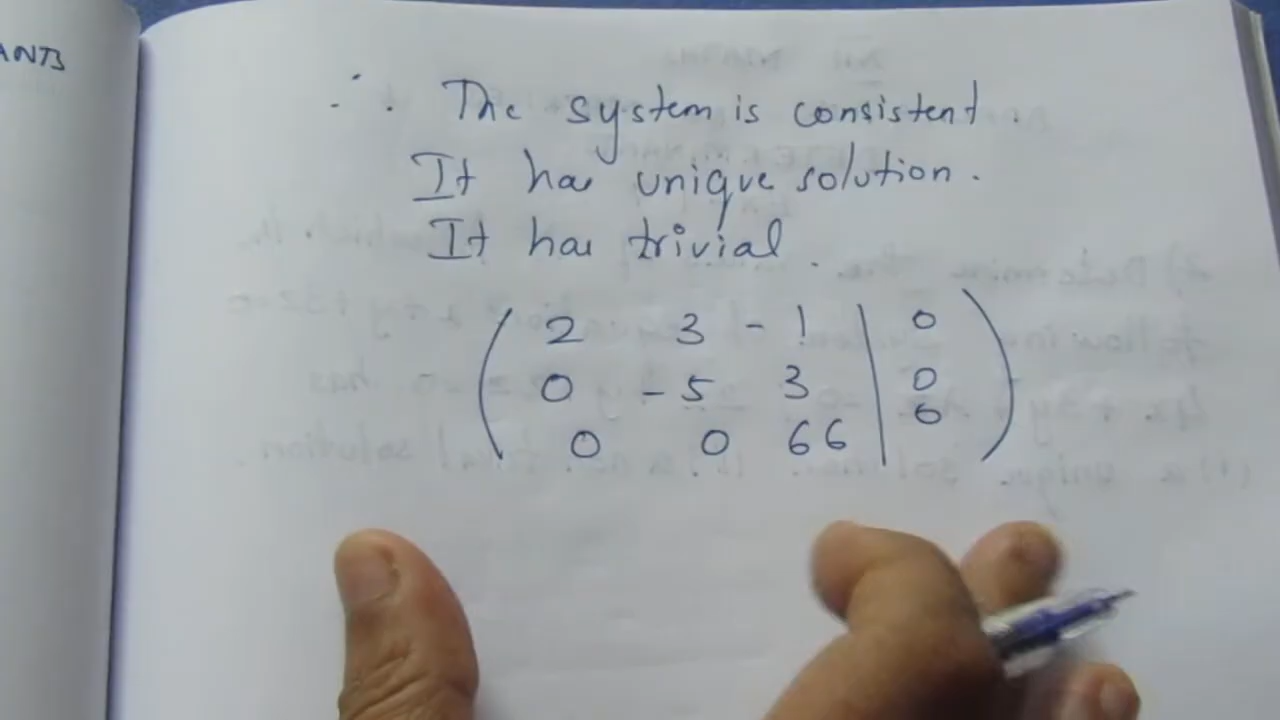 ANTS
∴ The system is consistent.
It has unique solution.
It has trivial.
2 3 -1 | 0
0 -5 3 | 0
0 0 66 | 0